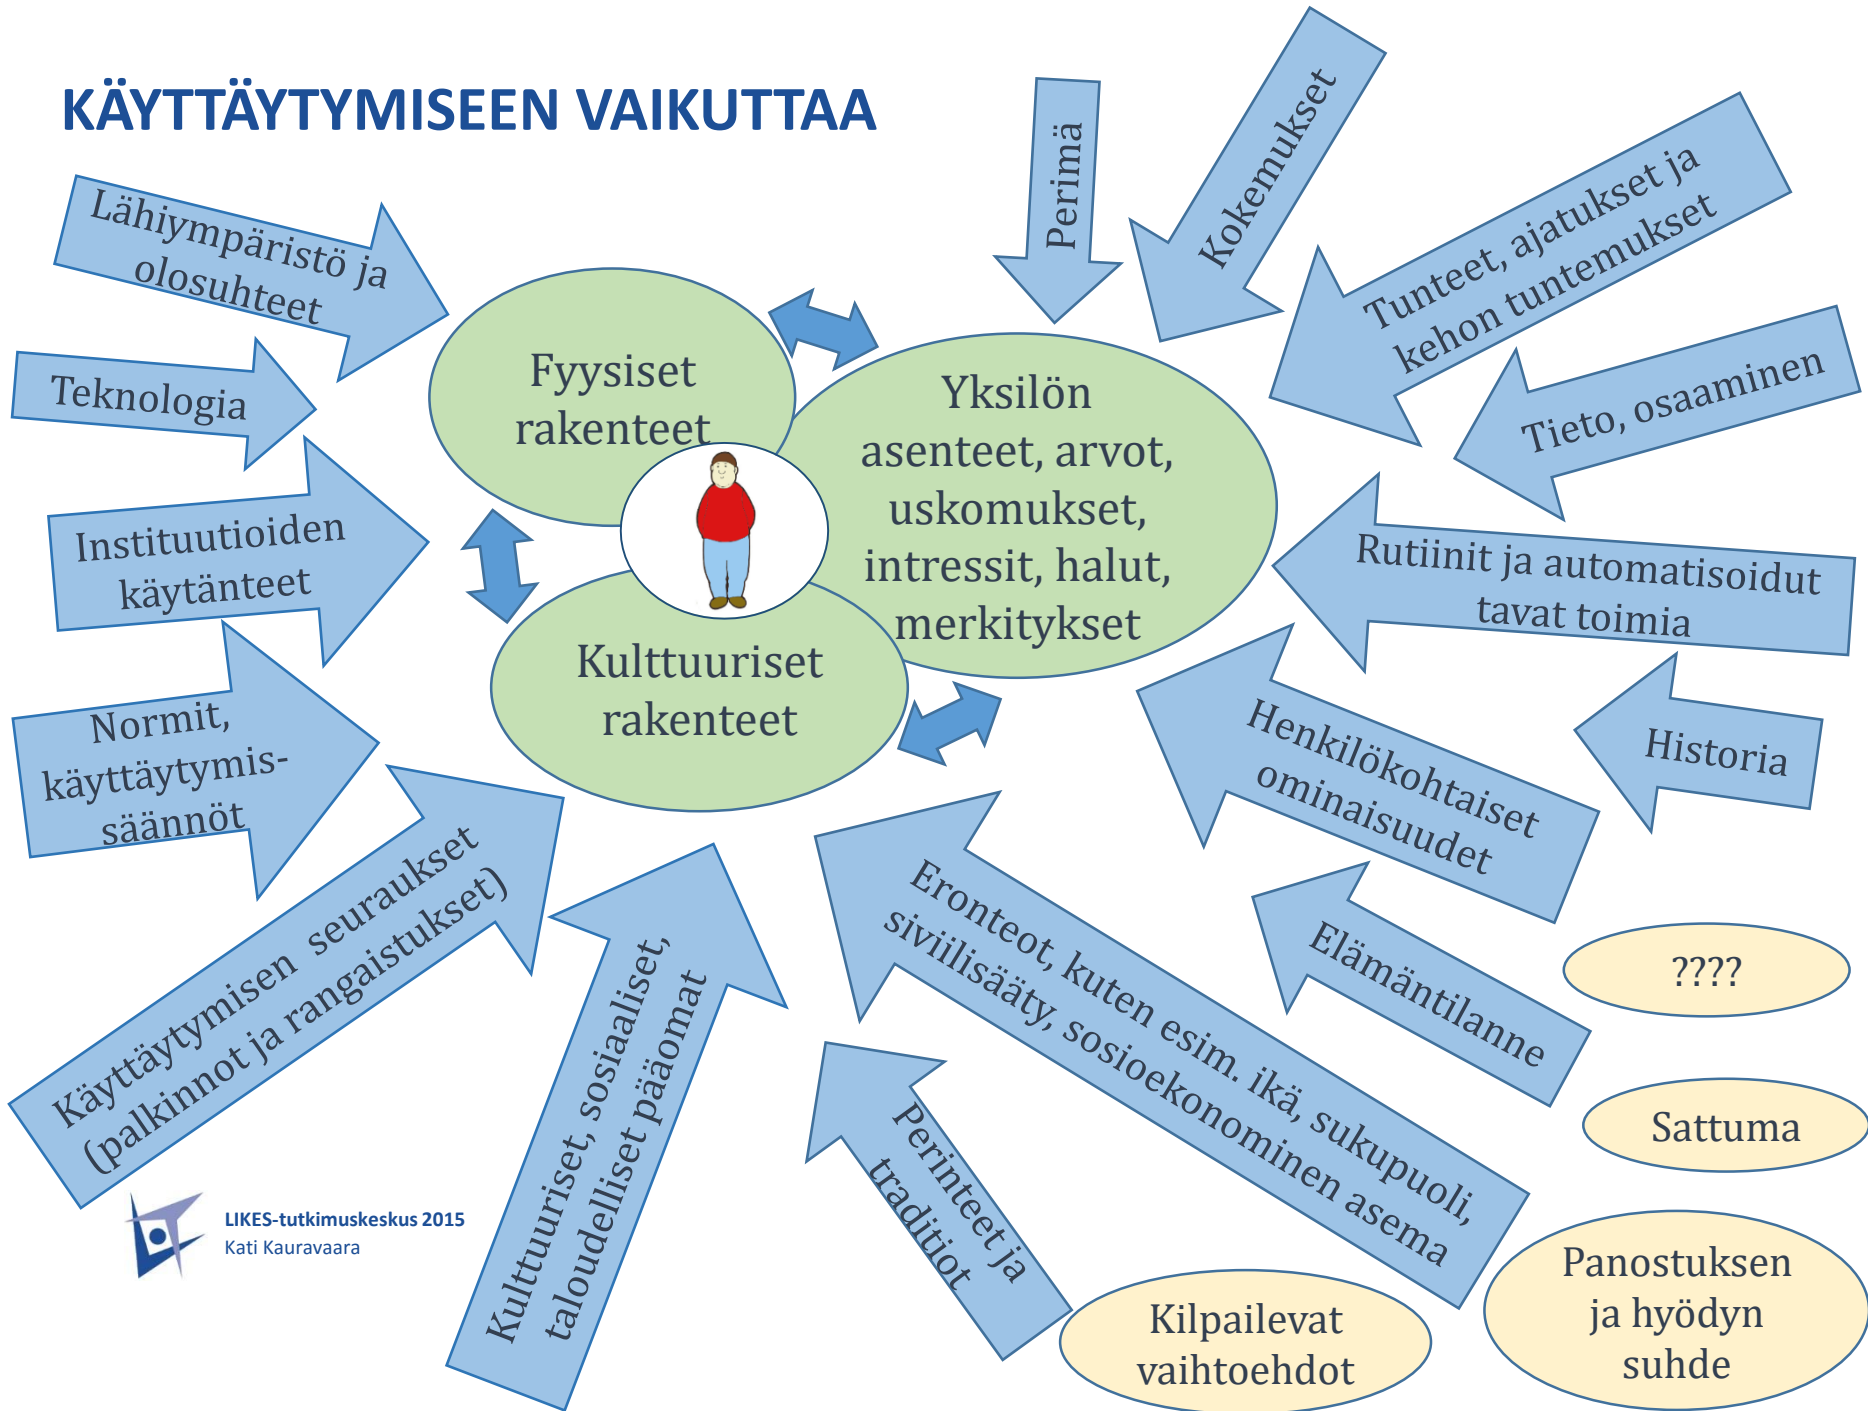 KÄYTTÄYTYMISEEN VAIKUTTAA
Lähiympäristö ja
olosuhteet
Teknologia
Instituutioiden
käytänteet
Normit,
käyttäytymis-
säännöt
Käyttäytymisen seuraukset
(palkinnot ja rangaistukset)
Kulttuuriset, sosiaaliset,
taloudelliset pääomat
Perinteet ja
traditiot
Eronteot, kuten esim. ikä, sukupuoli,
siviilisääty, sosioekonominen asema
Elämäntilanne
Henkilökohtaiset
ominaisuudet
Historia
Rutiinit ja automatisoidut
tavat toimia
Tieto, osaaminen
Tunteet, ajatukset ja
kehon tuntemukset
Kokemukset
Perimä
Fyysiset
rakenteet
Yksilön
asenteet, arvot,
uskomukset,
intressit, halut,
merkitykset
Kulttuuriset
rakenteet
????
Sattuma
Panostuksen
ja hyödyn
suhde
Kilpailevat
vaihtoehdot
LIKES-tutkimuskeskus 2015
Kati Kauravaara